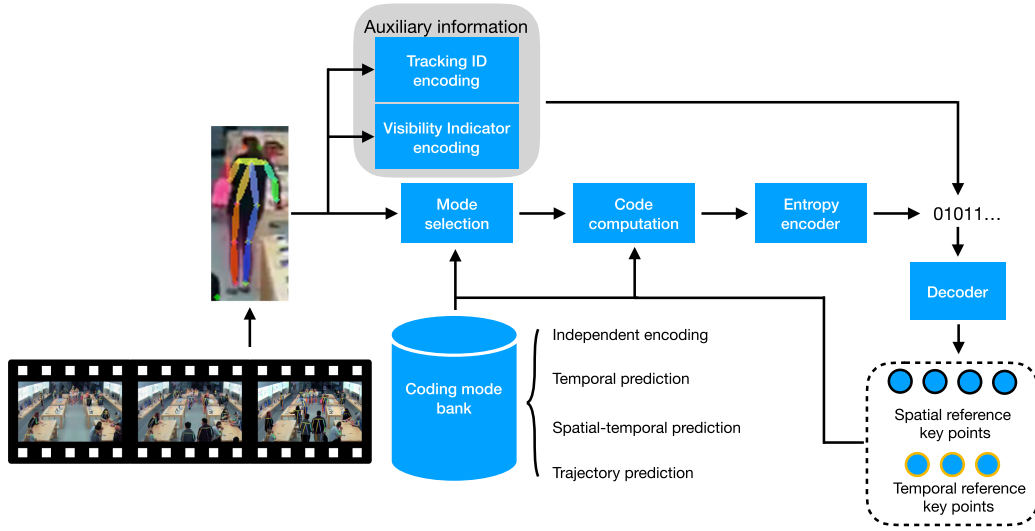 Auxiliary information
Tracking ID
encoding
Visibility Indicator
encoding
Mode
selection
Code
computation
Entropy
encoder
01011...
Decoder
Coding mode
bank
Independent encoding
Temporal prediction
Spatial-temporal prediction
Trajectory prediction
Spatial reference
key points
Temporal reference
key points